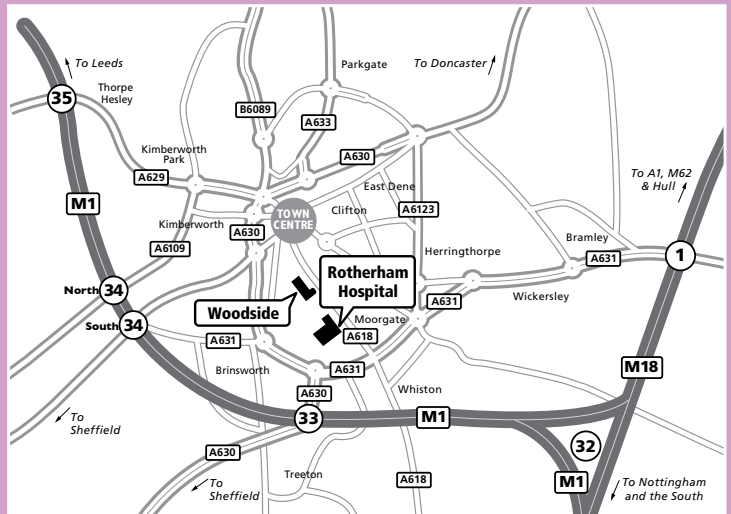 To Leeds
Parkgate
To Doncaster
35
Thorpe
Hesley
B6089
A633
Kimberworth
Park
A630
A629
To A1, M62
& Hull
East Dene
M1
TOWN
CENTRE
Clifton
A6123
Kimberworth
A630
A6109
Herringthorpe
Bramley
A631
1
Rotherham
Hospital
North
34
Woodside
A631
Wickersley
South
34
Moorgate
A618
A631
A631
Brinsworth
M18
Whiston
A630
33
M1
To
Sheffield
32
A630
Treeton
To
Sheffield
A618
M1
To Nottingham
and the South